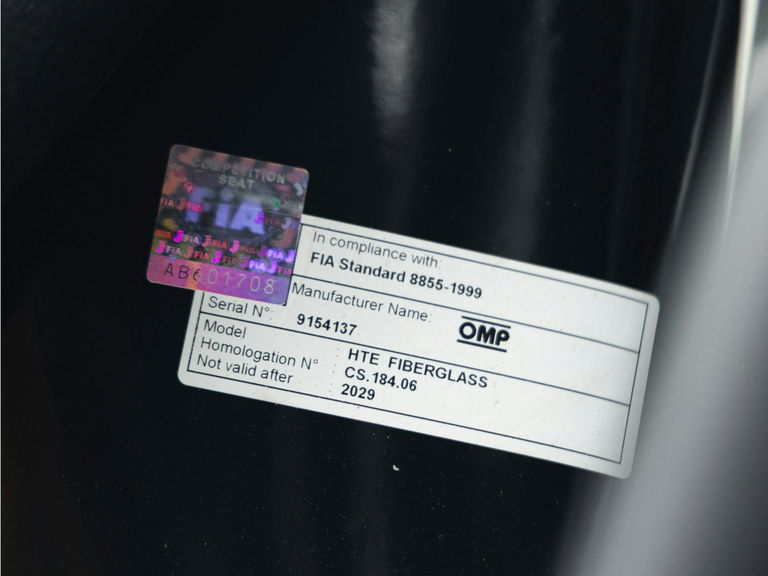 COMPETITION
SEAT
FIA
AB601708
In compliance with:
FIA Standard 8855-1999
Manufacturer Name:
OMP
Serial N°: 9154137
Model : HTE FIBERGLASS
Homologation N° : CS.184.06
Not valid after : 2029